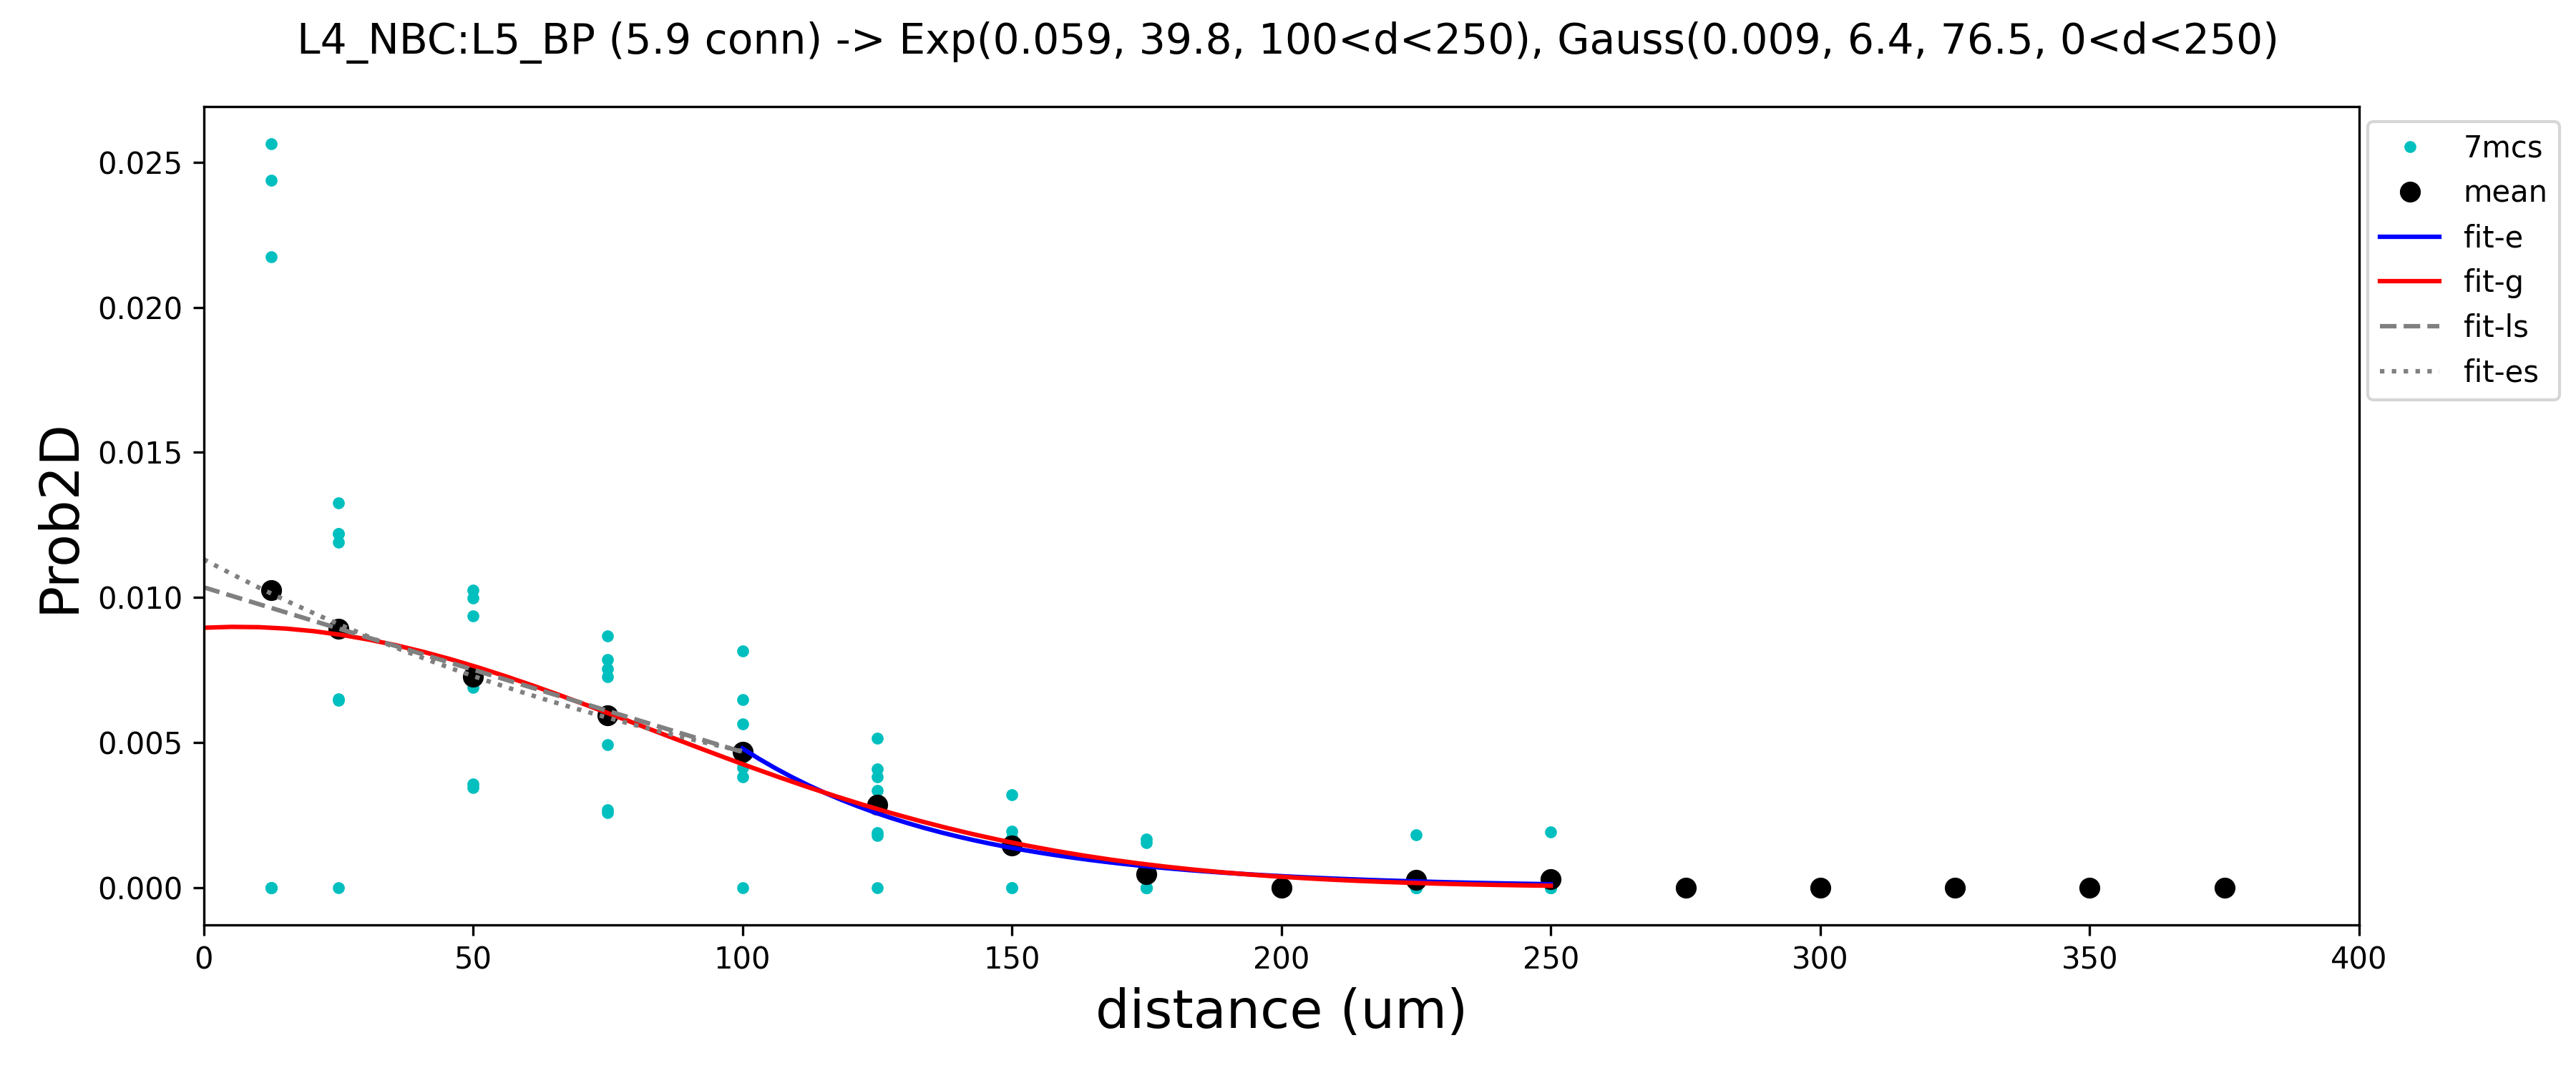 L4_NBC:L5_BP (5.9 conn) -> Exp(0.059, 39.8, 100<d<250), Gauss(0.009, 6.4, 76.5, 0<d<250)
0.025
0.020
0.015
0.010
0.005
0.000
Prob2D
0 50 100 150 200 250 300 350 400
distance (um)
7mcs
mean
fit-e
fit-g
fit-ls
fit-es